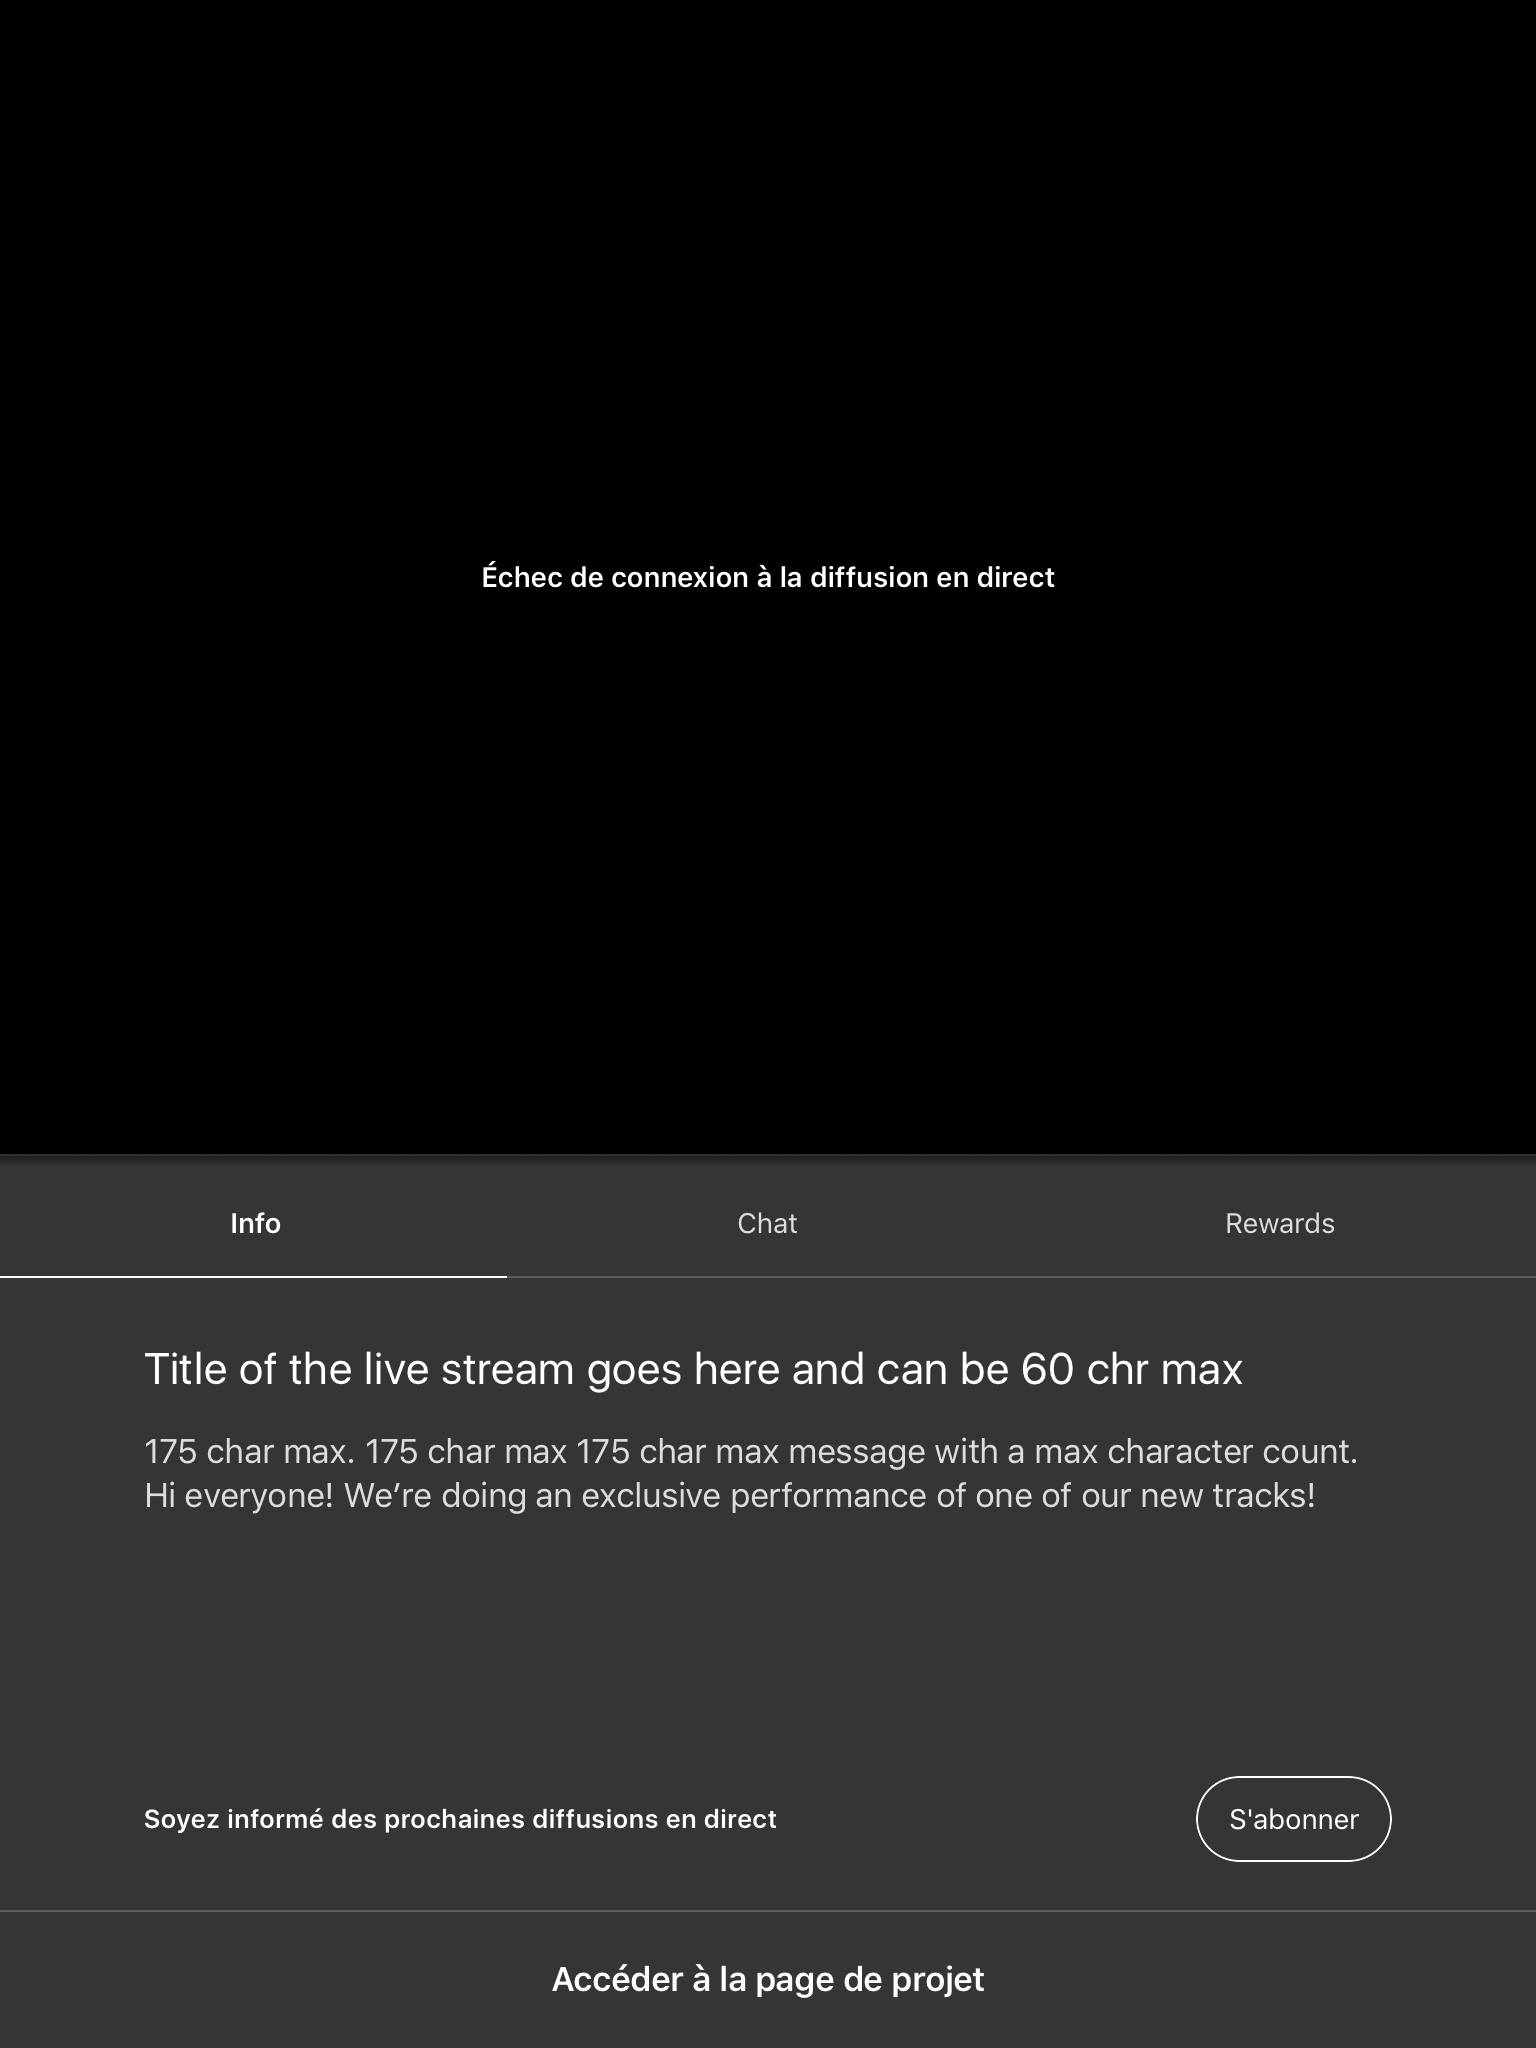 Échec de connexion à la diffusion en direct
Info
Chat
Rewards
Title of the live stream goes here and can be 60 chr max
175 char max. 175 char max 175 char max message with a max character count.
Hi everyone! We’re doing an exclusive performance of one of our new tracks!
Soyez informé des prochaines diffusions en direct
S'abonner
Accéder à la page de projet